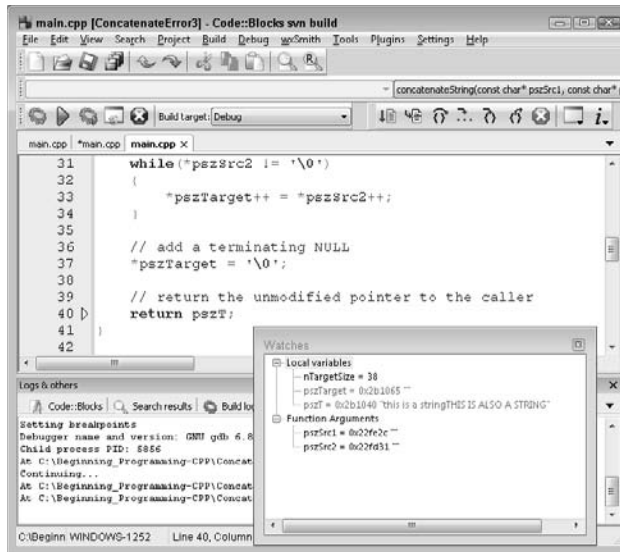 main.cpp [ConcatenateError3] - Code::Blocks svn build
File Edit View Search Project Build Debug wxSmith Tools Plugins Settings Help
concatenateString(const char* pszSrc1, const char*
Build target: Debug
main.cpp *main.cpp main.cpp ×
31 while(*pszSrc2 != '\0')
32 {
33 *pszTarget++ = *pszSrc2++;
34 }
35
36 // add a terminating NULL
37 *pszTarget = '\0';
38
39 // return the unmodified pointer to the caller
40 return pszT;
41 }
42
Watches
Local variables
nTargetSize = 38
pszTarget = 0x2b1065 ""
pszT = 0x2b1040 "this is a stringTHIS IS ALSO A STRING"
Function Arguments
pszSrc1 = 0x22fe2c ""
pszSrc2 = 0x22fd31 ""
Logs & others
Code::Blocks Search results Build lo
Setting breakpoints
Debugger name and version: GNU gdb 6.8
Child process PID: 5856
At C:\Beginning_Programming-CPP\Concat
Continuing...
At C:\Beginning_Programming-CPP\Concat
At C:\Beginning_Programming-CPP\Concat
C:\Beginn WINDOWS-1252 Line 40, Column